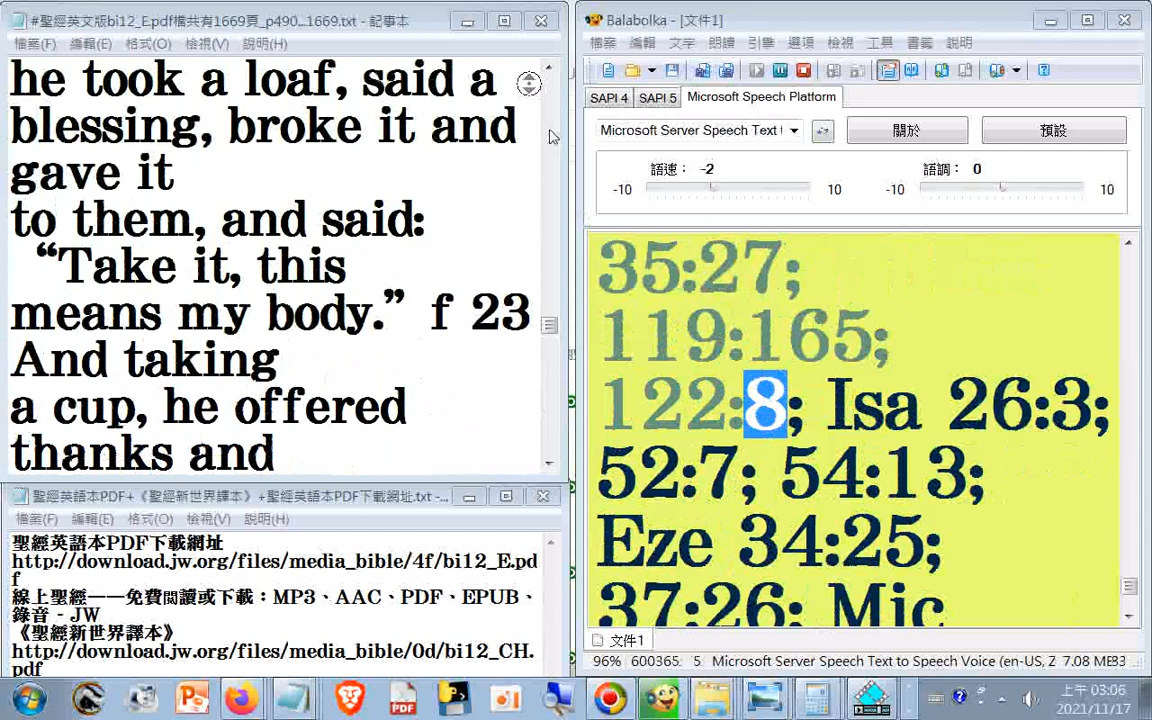 #聖經英文版bi12_E.pdf檔共有1669頁_p490...1669.txt - 記事本
檔案(F) 編輯(E) 格式(O) 檢視(V) 說明(H)
he took a loaf, said a
blessing, broke it and
gave it
to them, and said:
“Take it, this
means my body.” f 23
And taking
a cup, he offered
thanks and
聖經英語本PDF+《聖經新世界譯本》+聖經英語本PDF下載網址.txt -...
檔案(F) 編輯(E) 格式(O) 檢視(V) 說明(H)
聖經英語本PDF下載網址
http://download.jw.org/files/media_bible/4f/bi12_E.pd
f
線上聖經——免費閱讀或下載：MP3、AAC、PDF、EPUB、
錄音 - JW
《聖經新世界譯本》
http://download.jw.org/files/media_bible/0d/bi12_CH.
pdf
Balabolka - [文件1]
檔案 編輯 文字 朗讀 引擎 選項 檢視 工具 書籤 說明
SAPI 4 SAPI 5 Microsoft Speech Platform
Microsoft Server Speech Text 關於 預設
語速： -2 語調： 0
-10 10 -10 10
35:27;
119:165;
122:8; Isa 26:3;
52:7; 54:13;
Eze 34:25;
37:26; Mic
文件1
96% 600365: 5 Microsoft Server Speech Text to Speech Voice (en-US, Z 7.08 ME
上午 03:06
2021/11/17